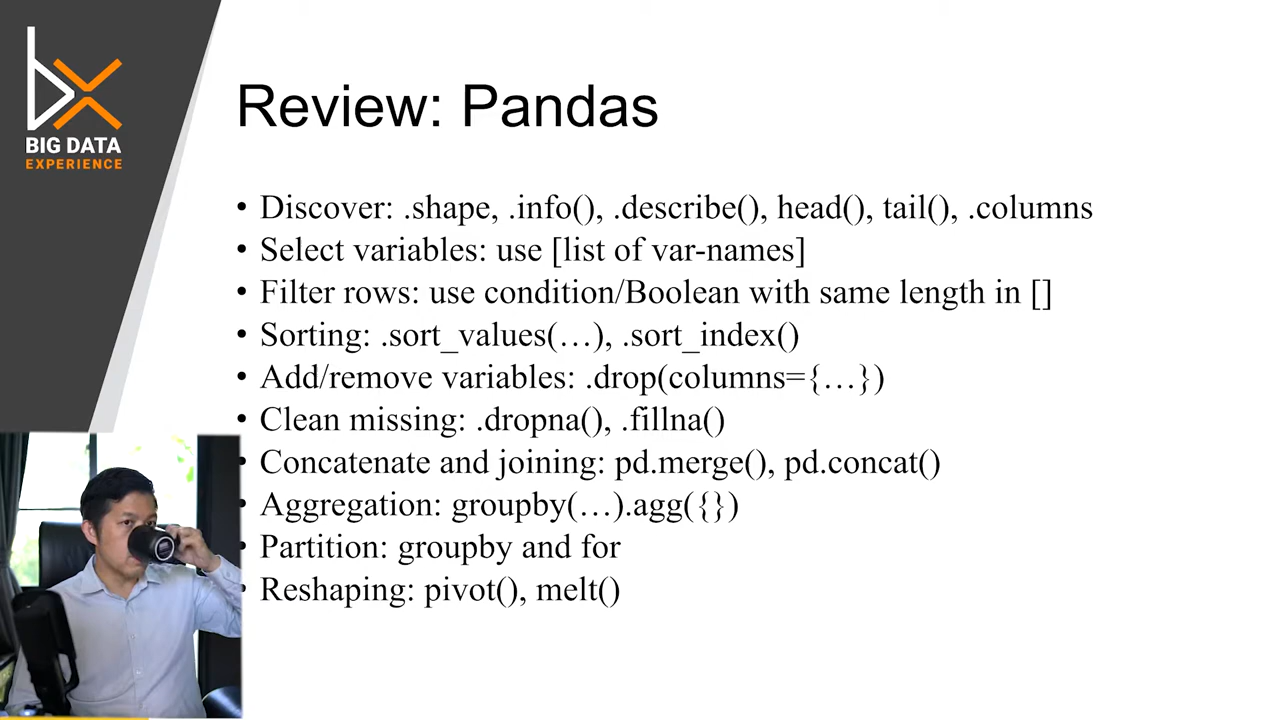 BIG DATA
EXPERIENCE
Review: Pandas
• Discover: .shape, .info(), .describe(), head(), tail(), .columns
• Select variables: use [list of var-names]
• Filter rows: use condition/Boolean with same length in []
• Sorting: .sort_values(…), .sort_index()
• Add/remove variables: .drop(columns={…})
• Clean missing: .dropna(), .fillna()
• Concatenate and joining: pd.merge(), pd.concat()
• Aggregation: groupby(…).agg({})
• Partition: groupby and for
• Reshaping: pivot(), melt()